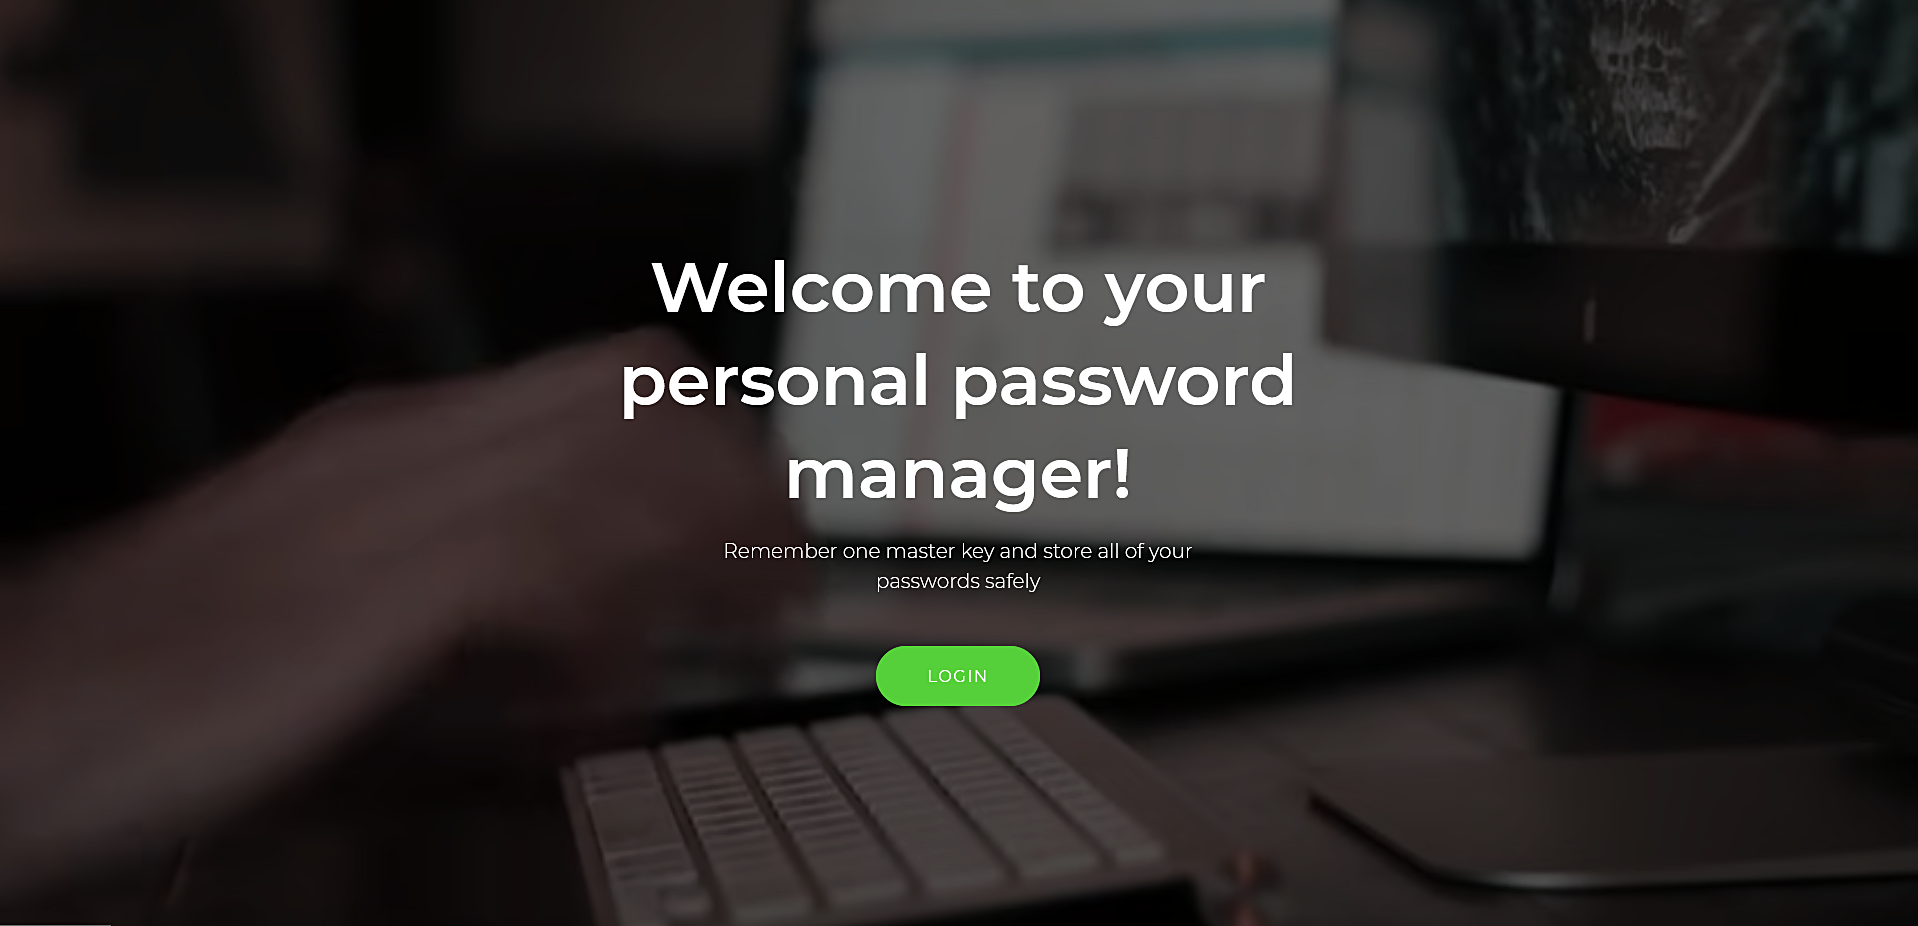 Welcome to your
personal password
manager!
Remember one master key and store all of your
passwords safely
LOGIN